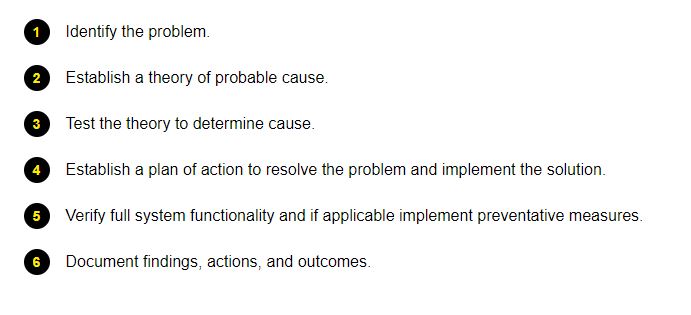 1 Identify the problem.
2 Establish a theory of probable cause.
3 Test the theory to determine cause.
4 Establish a plan of action to resolve the problem and implement the solution.
5 Verify full system functionality and if applicable implement preventative measures.
6 Document findings, actions, and outcomes.